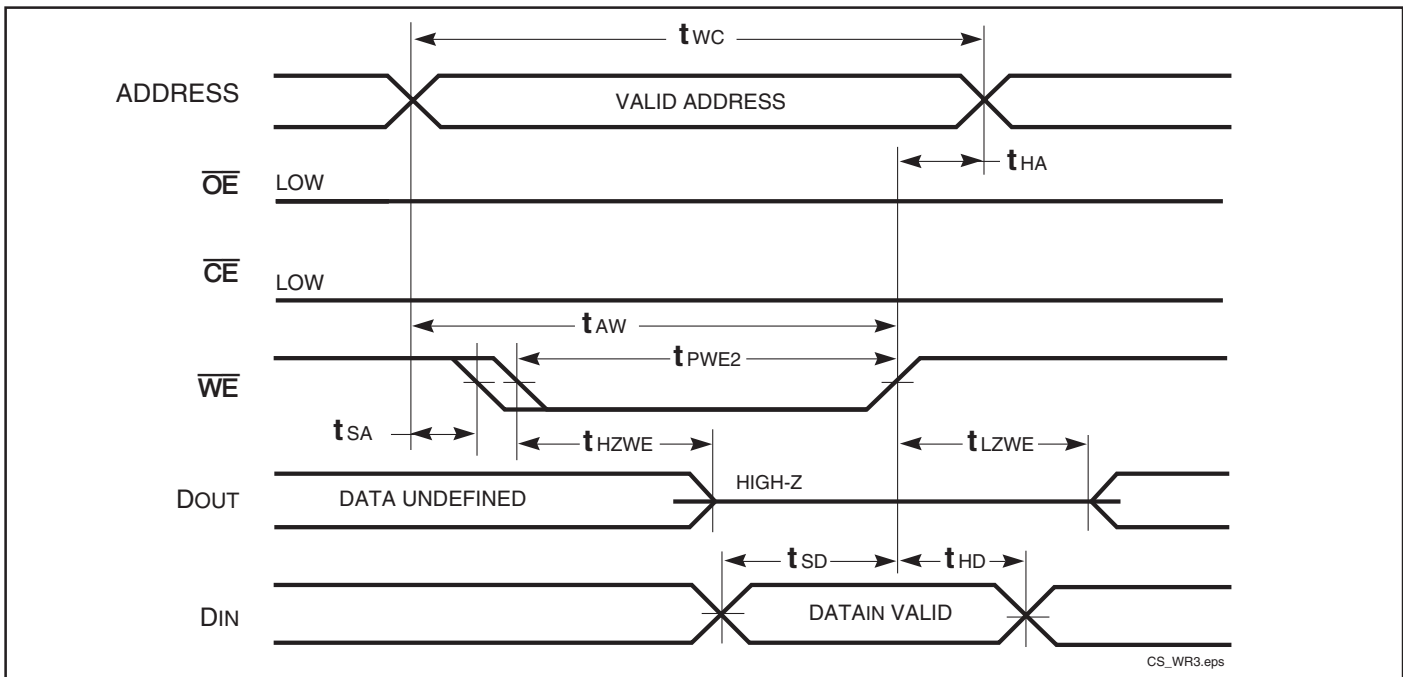 tWC
ADDRESS
VALID ADDRESS
tHA
OE LOW
CE LOW
tAW
tPWE2
WE
tSA
tHZWE
tLZWE
HIGH-Z
DOUT DATA UNDEFINED
tSD
tHD
DIN
DATAIN VALID
CS_WR3.eps